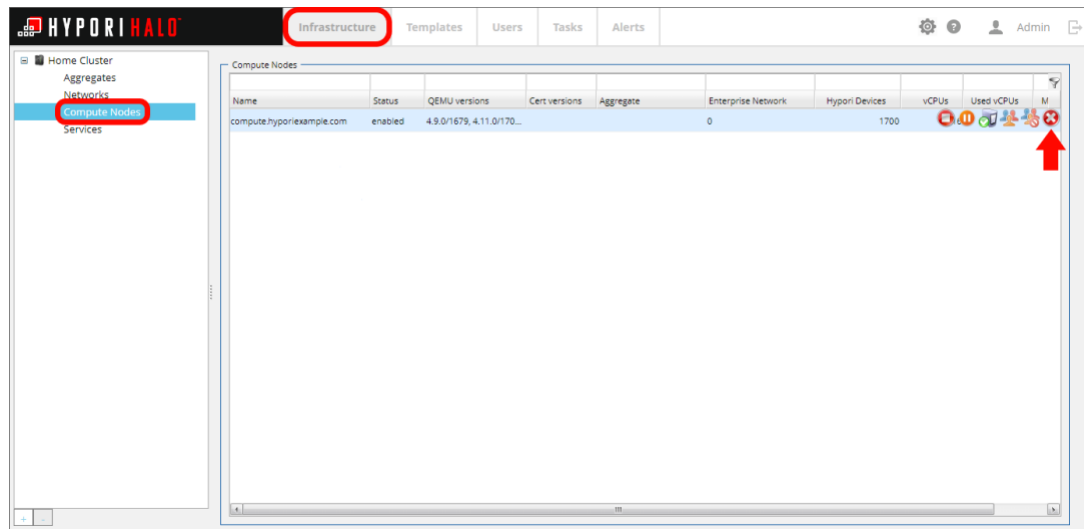 HYPORI HALO
Infrastructure Templates Users Tasks Alerts Admin
Home Cluster
Aggregates
Networks
Compute Nodes
Services
Compute Nodes
Name Status QEMU versions Cert versions Aggregate Enterprise Network Hypori Devices vCPUs Used vCPUs M
compute.hyporiexample.com enabled 4.9.0/1679, 4.11.0/170... 0 1700